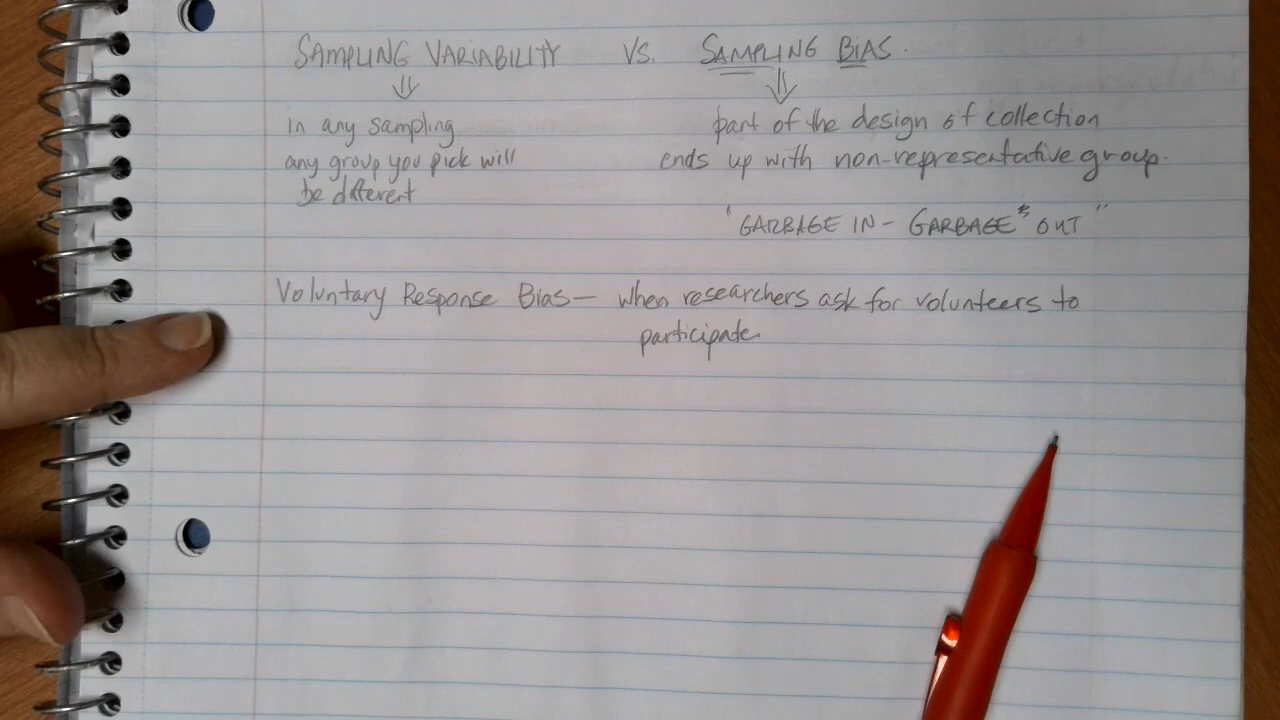 SAMPLING VARIABILITY VS. SAMPLING BIAS.
⇓ ⇓
in any sampling
any group you pick will
be different
part of the design of collection
ends up with non-representative group.
"GARBAGE IN - GARBAGE OUT"
Voluntary Response Bias — when researchers ask for volunteers to
participate.